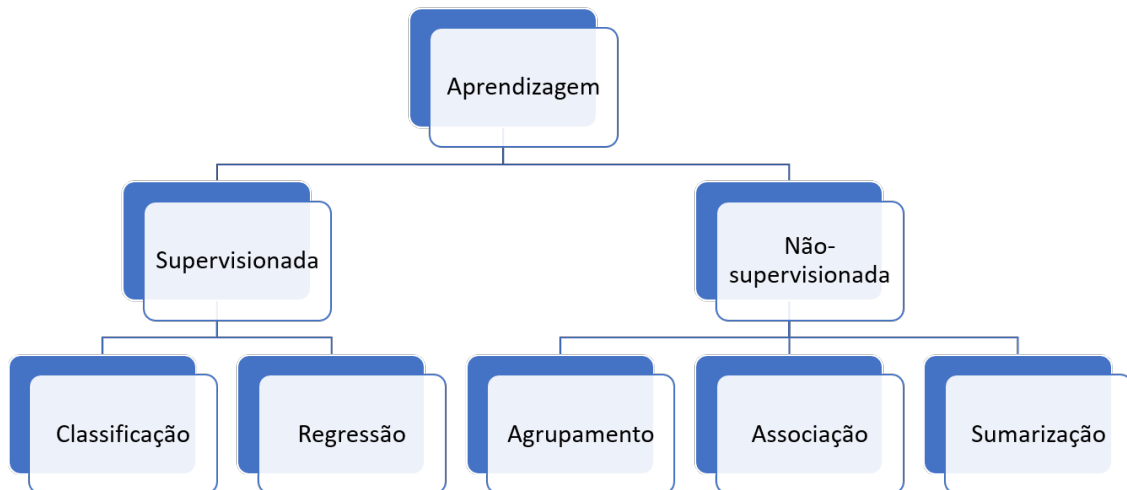 Aprendizagem
Supervisionada
Não-
supervisionada
Classificação
Regressão
Agrupamento
Associação
Sumarização